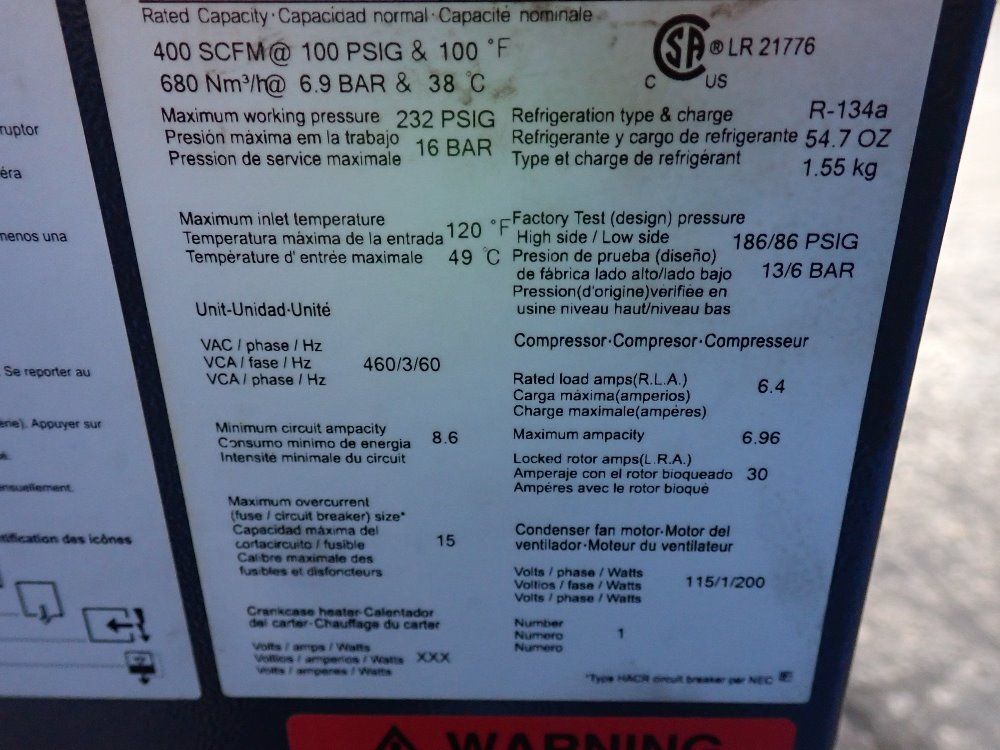 Rated Capacity·Capacidad normal·Capacité nominale
400 SCFM@ 100 PSIG & 100 °F
680 Nm³/h@ 6.9 BAR & 38 °C
SA ® LR 21776
C US
Maximum working pressure 232 PSIG
Presión máxima em la trabajo 16 BAR
Pression de service maximale
Refrigeration type & charge R-134a
Refrigerante y cargo de refrigerante 54.7 OZ
Type et charge de refrigérant 1.55 kg
Maximum inlet temperature 120 °F
Temperatura máxima de la entrada
Température d' entrée maximale 49 °C
Factory Test (design) pressure
High side / Low side 186/86 PSIG
Presion de prueba (diseño)
de fábrica lado alto/lado bajo 13/6 BAR
Pression(d'origine)verifiée en
usine niveau haut/niveau bas
Unit·Unidad·Unité
VAC / phase / Hz
VCA / fase / Hz 460/3/60
VCA / phase / Hz
Compressor·Compresor·Compresseur
Rated load amps(R.L.A.) 6.4
Carga máxima(amperios)
Charge maximale(ampéres)
Minimum circuit ampacity 8.6
Consumo minimo de energia
Intensité minimale du circuit
Maximum ampacity 6.96
Locked rotor amps(L.R.A.)
Amperaje con el rotor bioqueado 30
Ampéres avec le rotor bioqué
Maximum overcurrent
(fuse / circuit breaker) size*
Capacidad máxima del 15
cortacircuito / fusible
Calibre maximale des
fusibles et disfoncteurs
Condenser fan motor·Motor del
ventilador·Moteur du ventilateur
Volts / phase / Watts 115/1/200
Voltios / fase / Watts
Volts / phase / Watts
Crankcase heater·Calentador
del carter·Chauffage du carter
Volts / amps / Watts
Voltios / amperios / Watts XXX
Volts / amperes / Watts
Number
Numero 1
Numero
*Type HACR circuit breaker per NEC
ruptor
éra
menos una
Se reporter au
Appuyer sur
ensuellement.
tification des icônes
WARNING